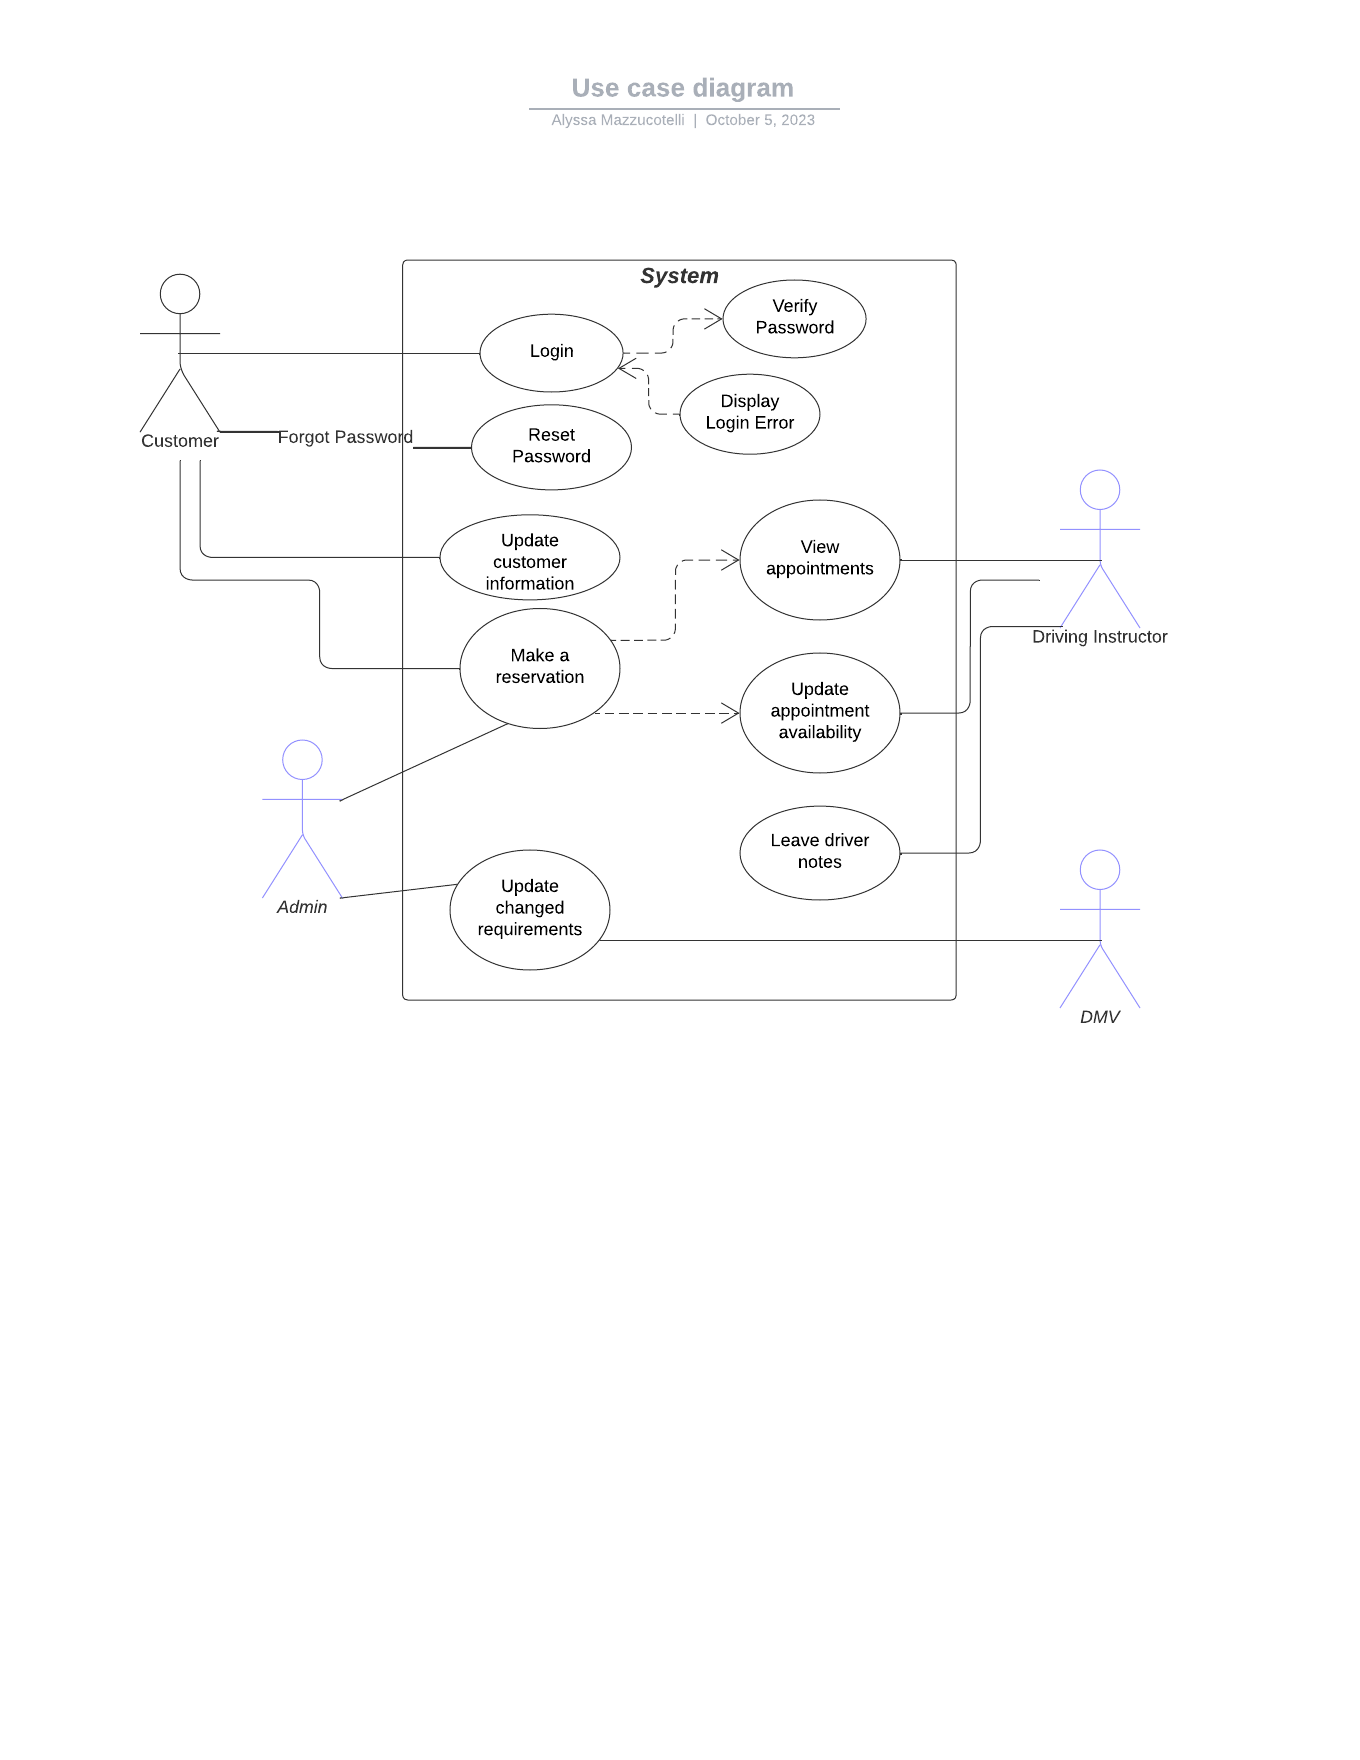 Use case diagram
Alyssa Mazzucotelli | October 5, 2023
System
Verify
Password
Login
Display
Login Error
Customer
Forgot Password
Reset
Password
Update
customer
information
View
appointments
Driving Instructor
Make a
reservation
Update
appointment
availability
Leave driver
notes
Admin
Update
changed
requirements
DMV